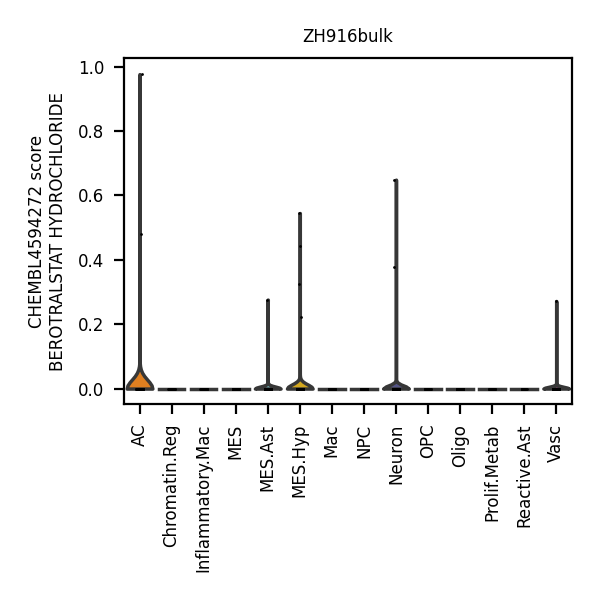 ZH916bulk
CHEMBL4594272 score
BEROTRALSTAT HYDROCHLORIDE
1.0
0.8
0.6
0.4
0.2
0.0
AC
Chromatin.Reg
Inflammatory.Mac
MES
MES.Ast
MES.Hyp
Mac
NPC
Neuron
OPC
Oligo
Prolif.Metab
Reactive.Ast
Vasc